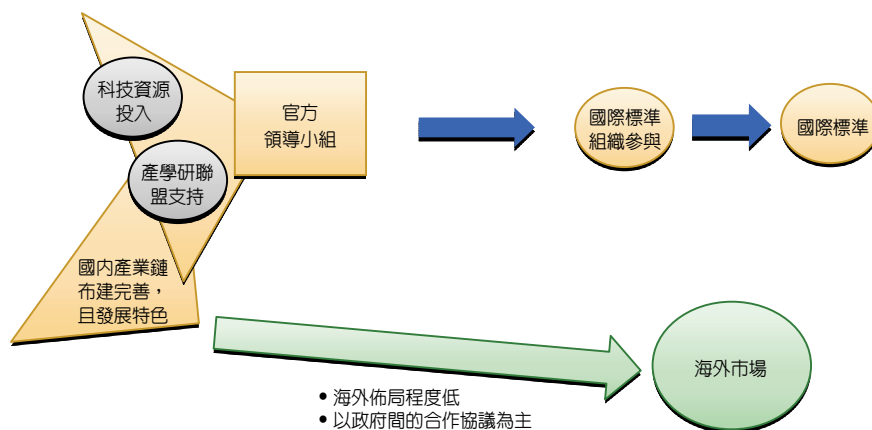 科技資源
投入
官方
領導小組
國際標準
組織參與
國際標準
產學研聯
盟支持
國內產業鏈
布建完善，
且發展特色
海外市場
• 海外佈局程度低
• 以政府間的合作協議為主